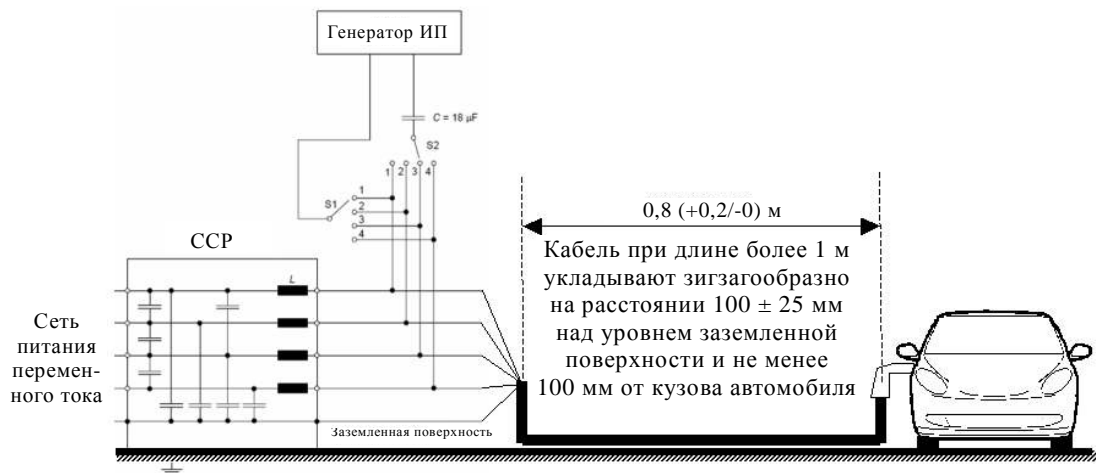 Генератор ИП
C = 18 µF
S2
1
2
3
4
S1
1
2
3
4
0,8 (+0,2/-0) м
ССР
Кабель при длине более 1 м
укладывают зигзагообразно
на расстоянии 100 ± 25 мм
над уровнем заземленной
поверхности и не менее
100 мм от кузова автомобиля
L
Сеть
питания
перемен-
ного тока
Заземленная поверхность